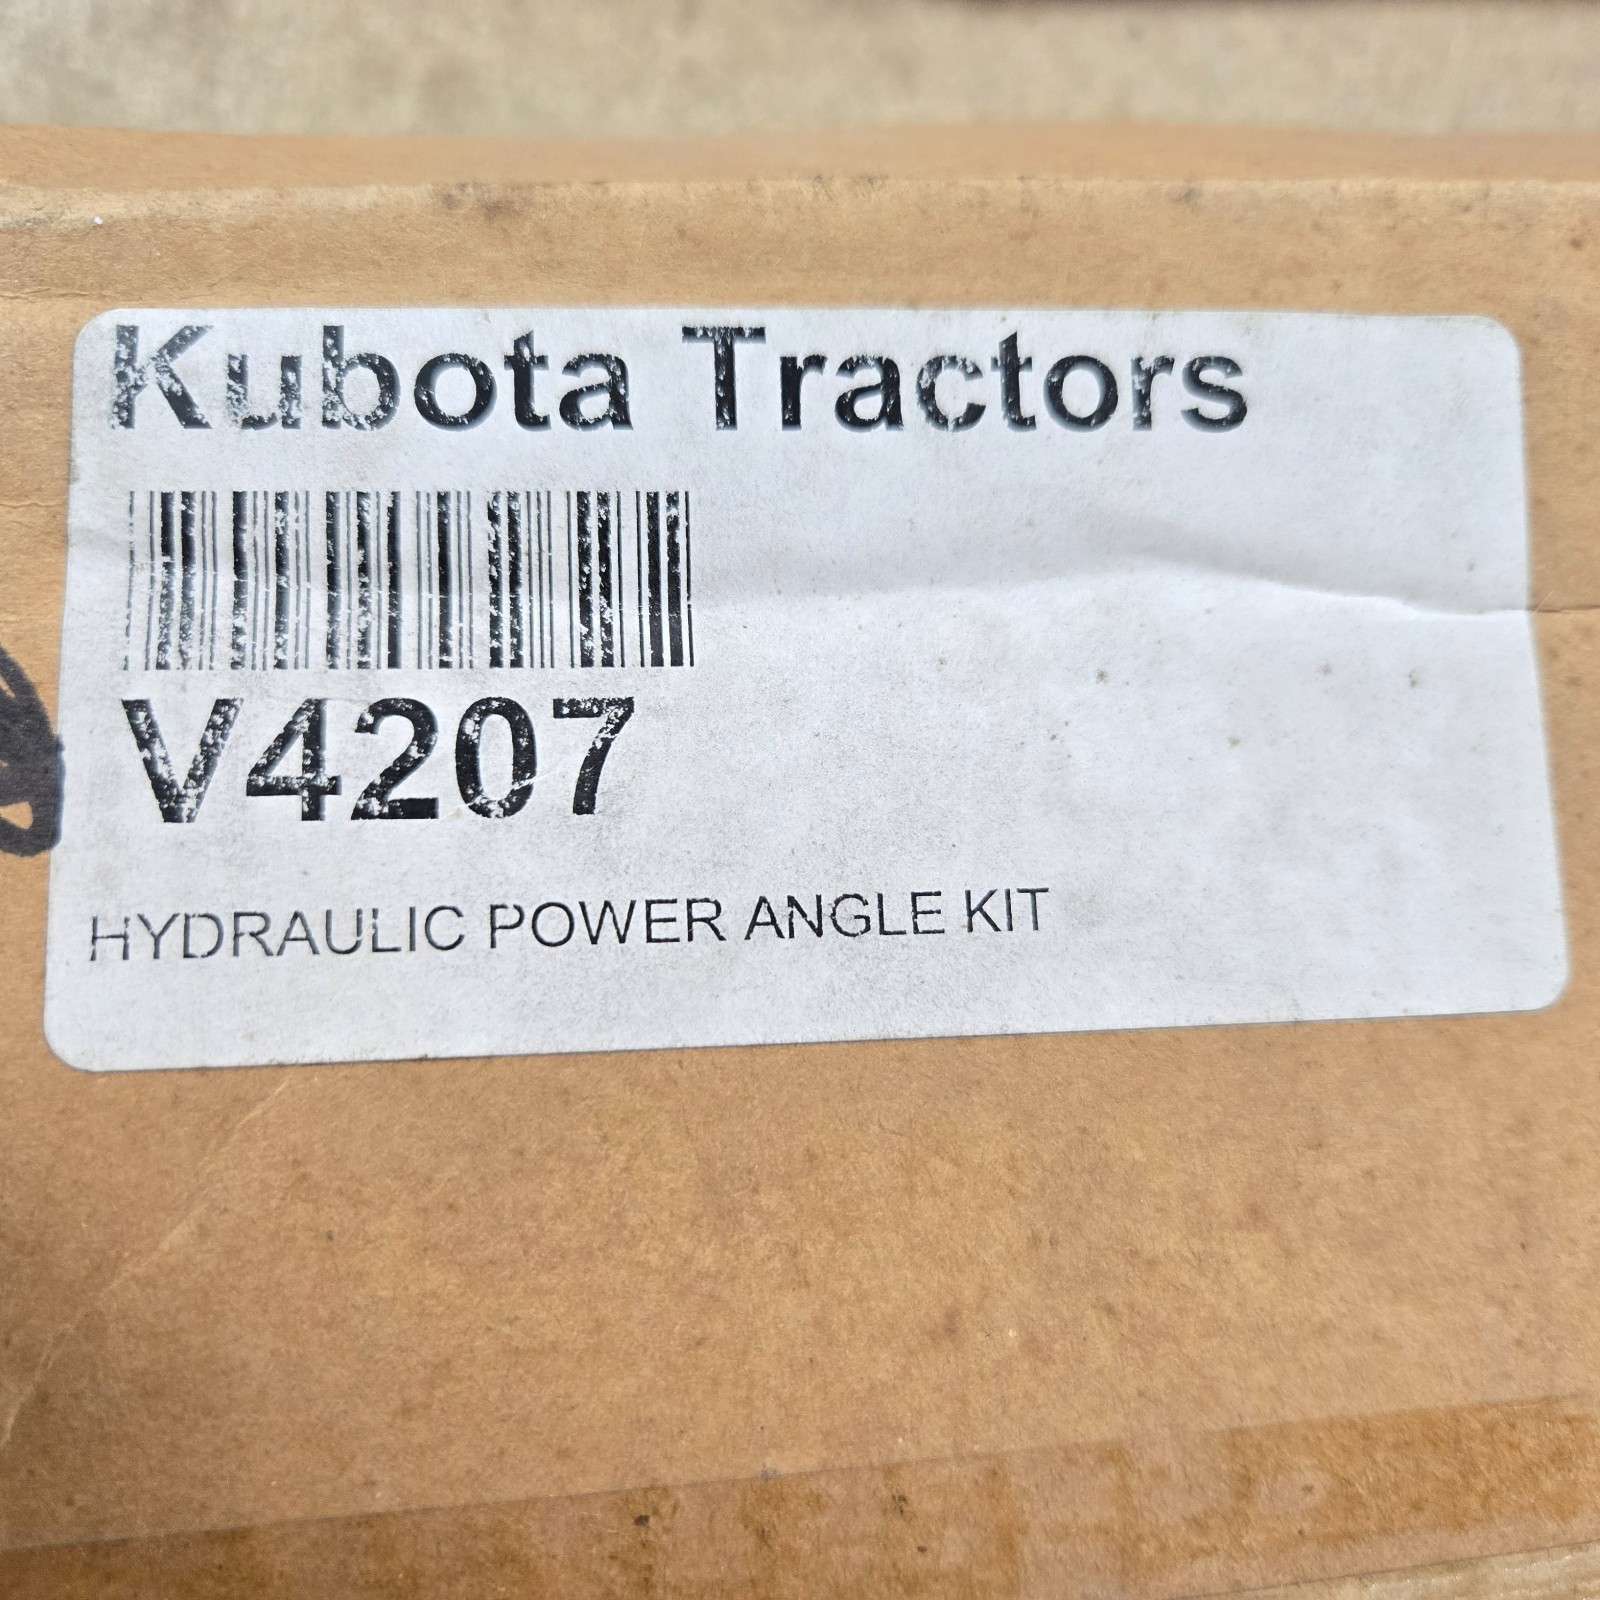 Kubota Tractors
V4207
HYDRAULIC POWER ANGLE KIT